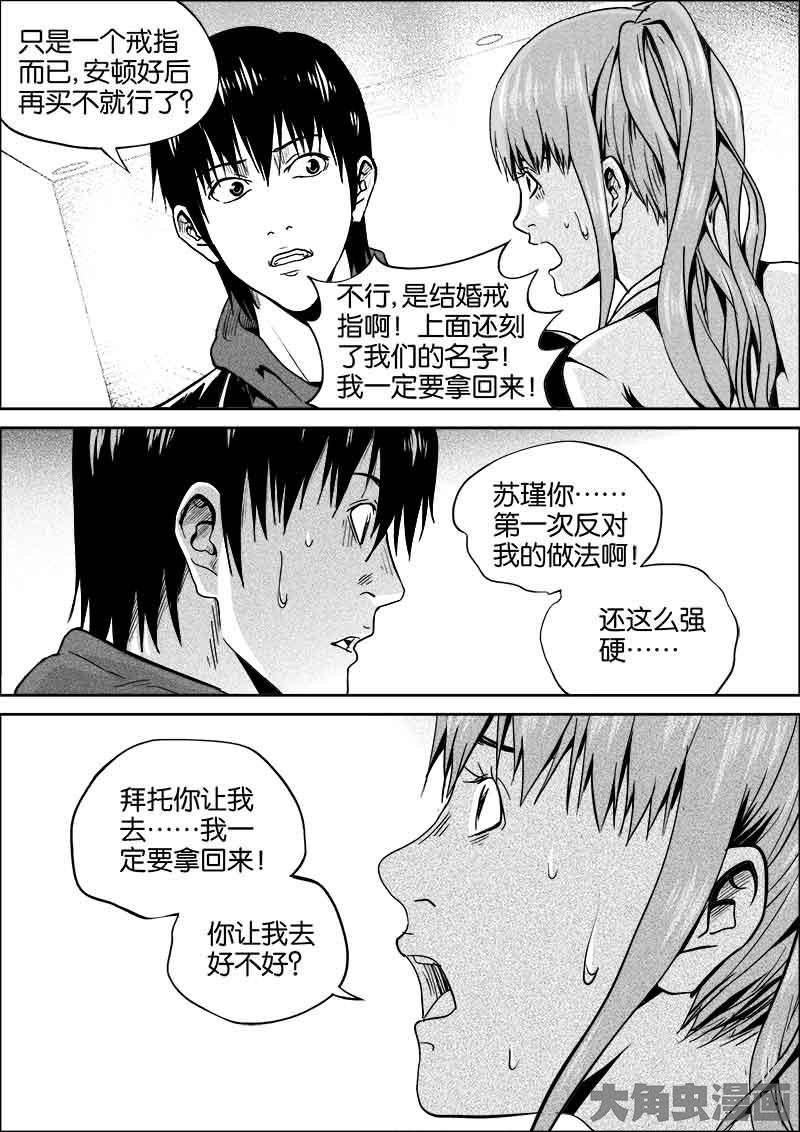 只是一个戒指
而已，安顿好后
再买不就行了？
不行，是结婚戒
指啊！上面还刻
了我们的名字！
我一定要拿回来！
苏瑾你……
第一次反对
我的做法啊！
还这么强
硬……
拜托你让我
去……我一
定要拿回来！
你让我去
好不好？
大角虫漫画